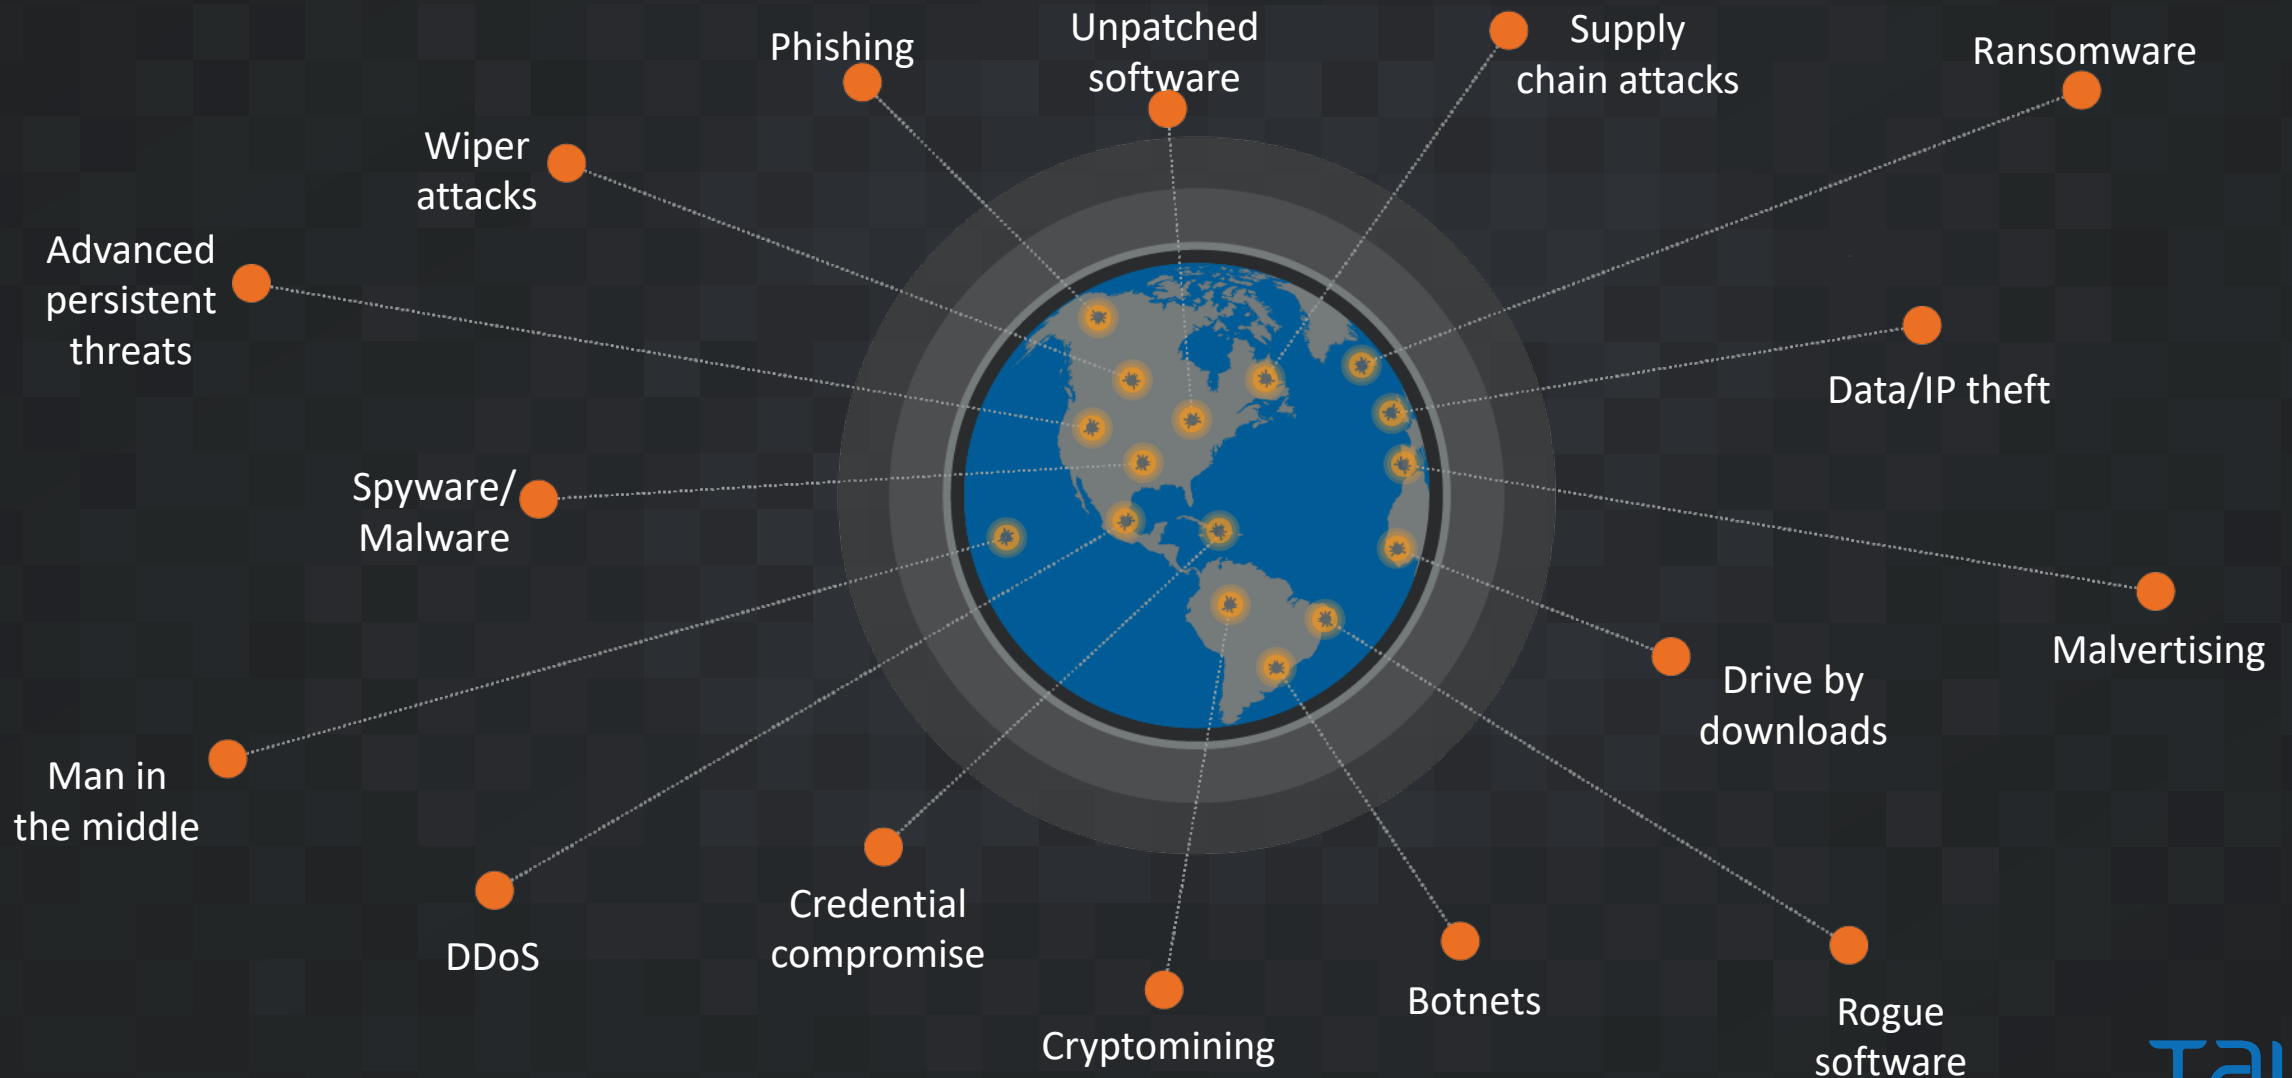 Phishing
Unpatched
software
Supply
chain attacks
Ransomware
Wiper
attacks
Advanced
persistent
threats
Data/IP theft
Spyware/
Malware
Malvertising
Drive by
downloads
Man in
the middle
DDoS
Credential
compromise
Cryptomining
Botnets
Rogue
software